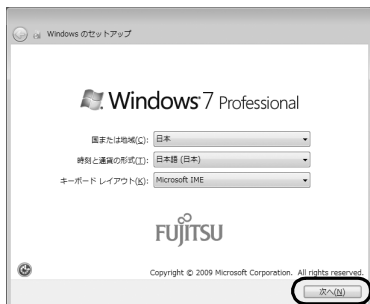 Windows のセットアップ
Windows 7 Professional
国または地域(C): 日本
時刻と通貨の形式(T): 日本語 (日本)
キーボード レイアウト(K): Microsoft IME
FUJITSU
Copyright © 2009 Microsoft Corporation. All rights reserved.
次へ(N)